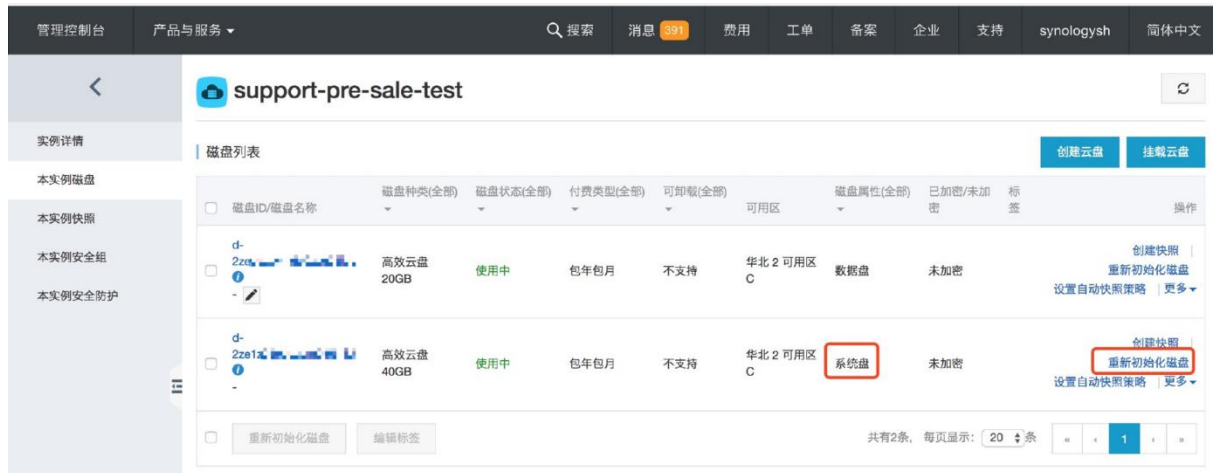 管理控制台 产品与服务 搜索 消息 391 费用 工单 备案 企业 支持 synologysh 简体中文
support-pre-sale-test
实例详情
本实例磁盘
本实例快照
本实例安全组
本实例安全防护
磁盘列表 创建云盘 挂载云盘
磁盘ID/磁盘名称 磁盘种类(全部) 磁盘状态(全部) 付费类型(全部) 可卸载(全部) 可用区 磁盘属性(全部) 已加密/未加密 标签 操作
d-
高效云盘
20GB
使用中
包年包月
不支持
华北 2 可用区
C
数据盘
未加密
创建快照
重新初始化磁盘
设置自动快照策略 | 更多
-
d-
2ze1z
高效云盘
40GB
使用中
包年包月
不支持
华北 2 可用区
C
系统盘
未加密
创建快照
重新初始化磁盘
设置自动快照策略 | 更多
-
重新初始化磁盘 编辑标签 共有2条, 每页显示: 20 条 « ‹ 1 › »